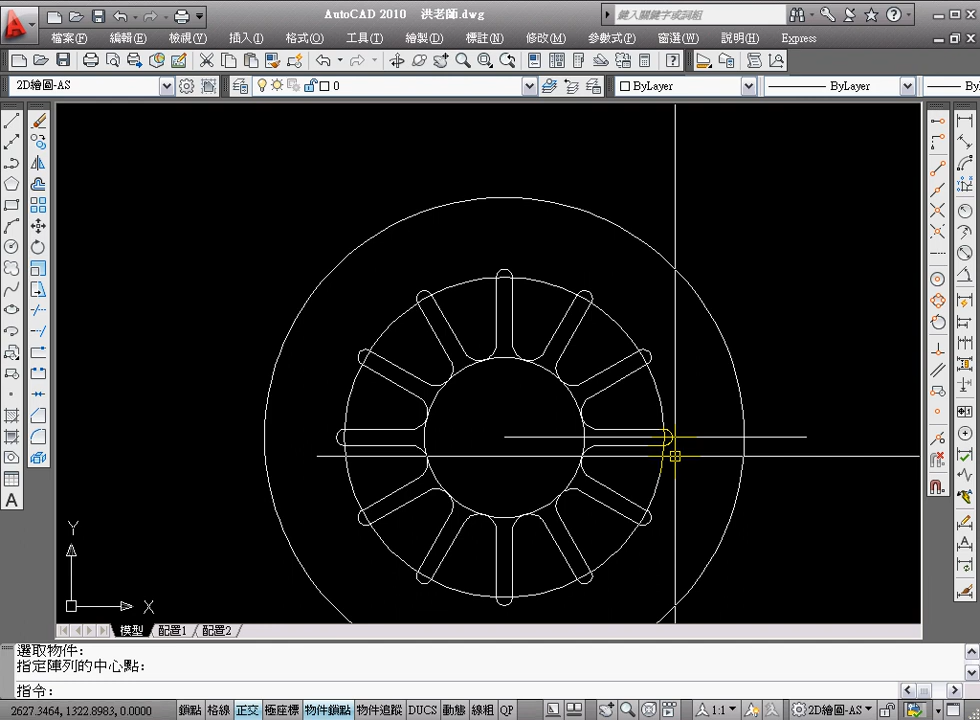 AutoCAD 2010 洪老師.dwg
鍵入關鍵字或詞組
檔案(F) 編輯(E) 檢視(V) 插入(I) 格式(O) 工具(T) 繪製(D) 標註(N) 修改(M) 參數式(P) 窗選(W) 說明(H) Express
2D繪圖-AS
0
ByLayer
ByLayer
By
A
Y
X
模型 配置1 配置2
選取物件:
指定陣列的中心點:
指令:
2627.3464, 1322.8983, 0.0000
鎖點 格線 正交 極座標 物件鎖點 物件追蹤 DUCS 動態 線粗 QP
1:1
2D繪圖-AS